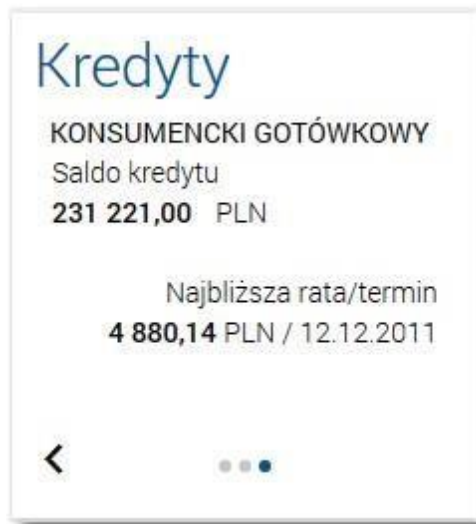 Kredyty
KONSUMENCKI GOTÓWKOWY
Saldo kredytu
231 221,00 PLN
Najbliższa rata/termin
4 880,14 PLN / 12.12.2011